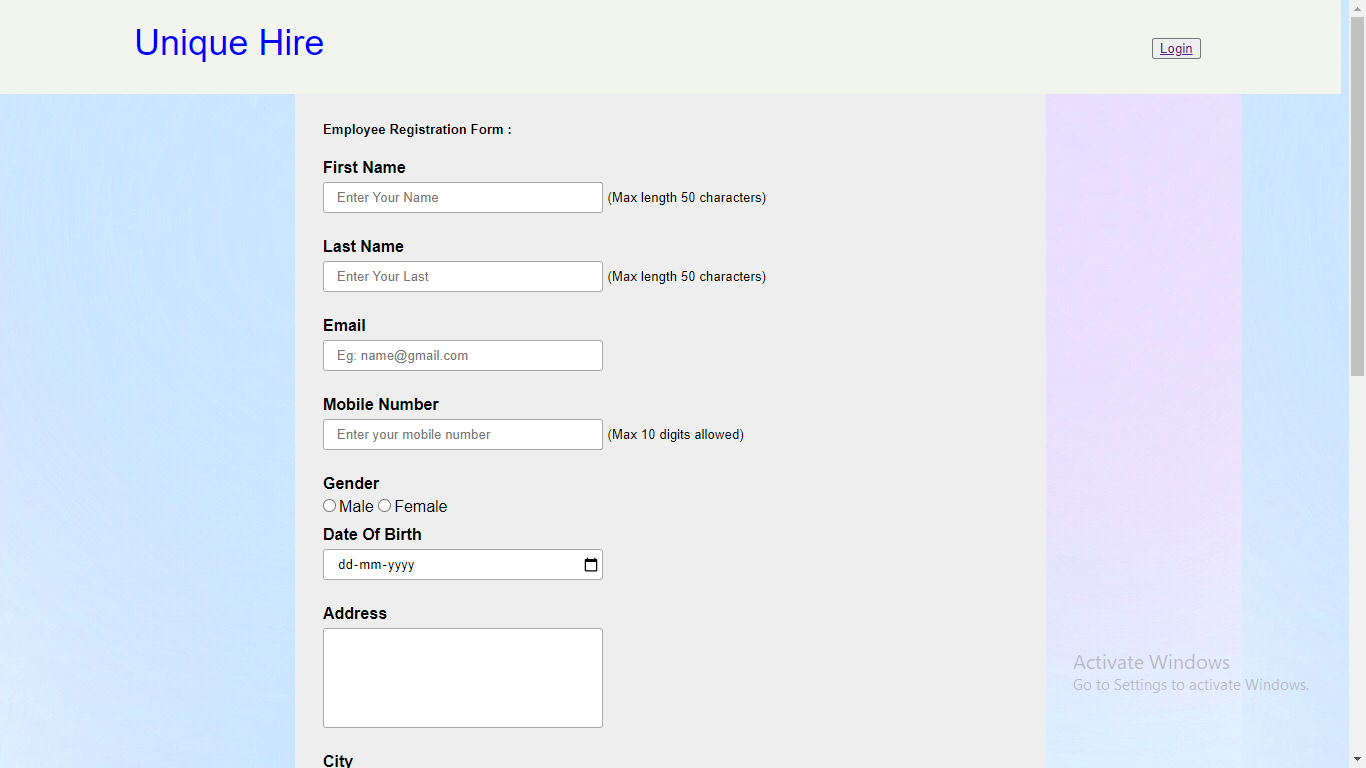 Unique Hire
Login
Employee Registration Form :
First Name
Enter Your Name (Max length 50 characters)
Last Name
Enter Your Last (Max length 50 characters)
Email
Eg: name@gmail.com
Mobile Number
Enter your mobile number (Max 10 digits allowed)
Gender
Male Female
Date Of Birth
dd-mm-yyyy
Address
Activate Windows
Go to Settings to activate Windows.
City